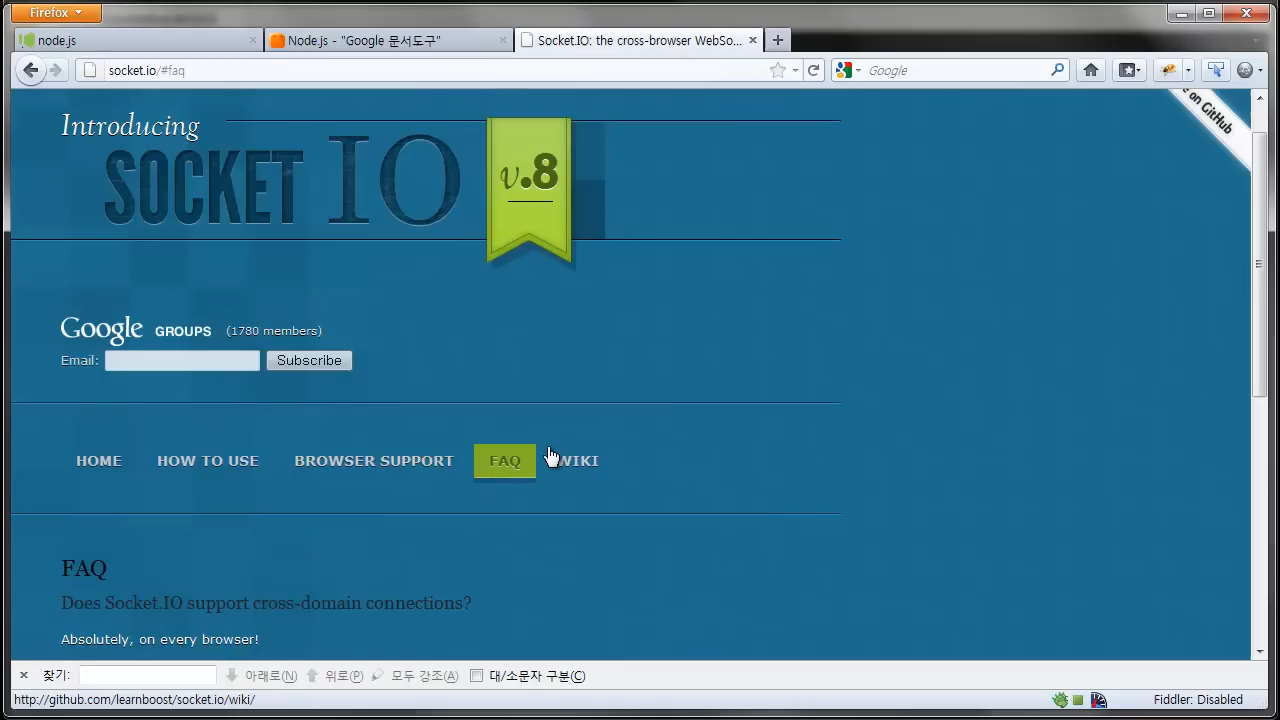 Firefox
node.js
Node.js - "Google 문서도구"
Socket.IO: the cross-browser WebSo...
socket.io/#faq
Google
e on GitHub
Introducing
SOCKET IO
v.8
Google GROUPS (1780 members)
Email:
Subscribe
HOME
HOW TO USE
BROWSER SUPPORT
FAQ
WIKI
FAQ
Does Socket.IO support cross-domain connections?
Absolutely, on every browser!
찾기:
아래로(N)
위로(P)
모두 강조(A)
대/소문자 구분(C)
http://github.com/learnboost/socket.io/wiki/
Fiddler: Disabled